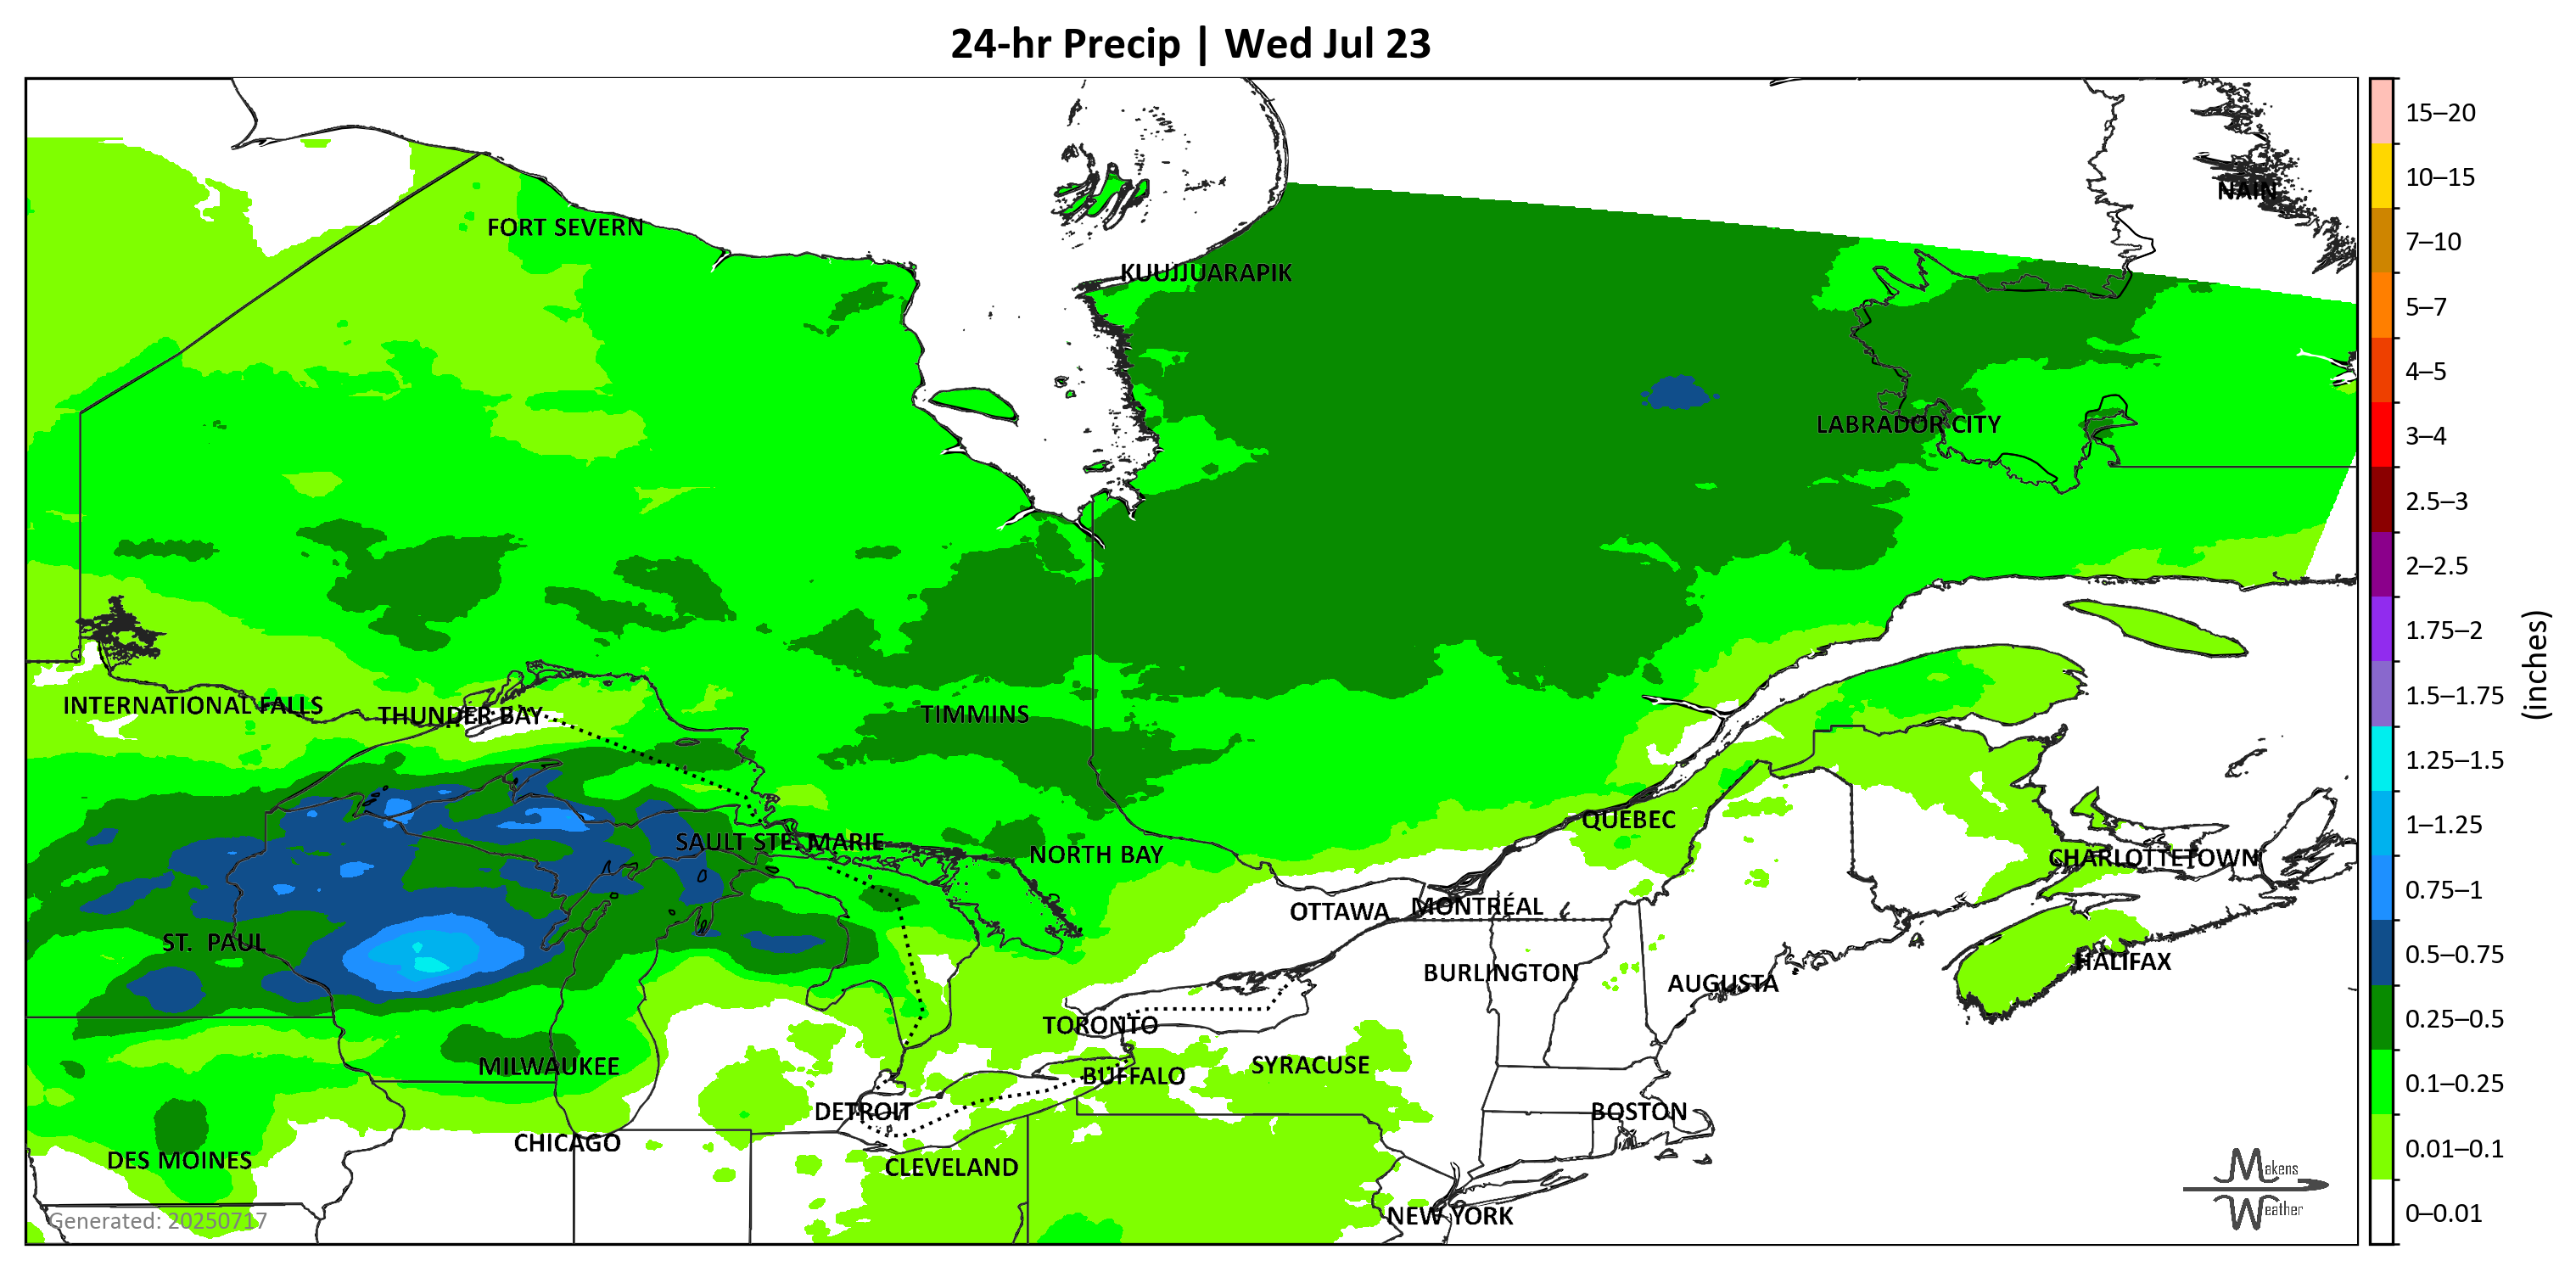 24-hr Precip | Wed Jul 23
NAIN
FORT SEVERN
KUUJJUARAPIK
LABRADOR CITY
INTERNATIONAL FALLS
THUNDER BAY
TIMMINS
QUEBEC
SAULT STE. MARIE
NORTH BAY
CHARLOTTETOWN
OTTAWA
MONTRÉAL
ST. PAUL
HALIFAX
BURLINGTON
AUGUSTA
TORONTO
MILWAUKEE
SYRACUSE
BUFFALO
DETROIT
BOSTON
CHICAGO
DES MOINES
CLEVELAND
NEW YORK
Generated: 20250717
Makens
Weather
15–20
10–15
7–10
5–7
4–5
3–4
2.5–3
2–2.5
1.75–2
1.5–1.75
1.25–1.5
1–1.25
0.75–1
0.5–0.75
0.25–0.5
0.1–0.25
0.01–0.1
0–0.01
(inches)